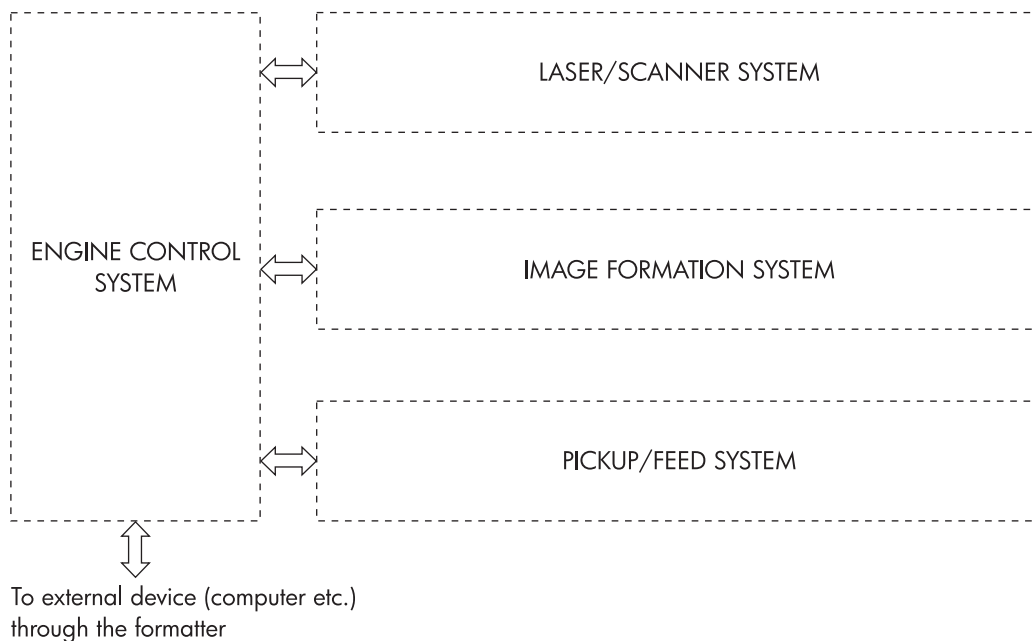 LASER/SCANNER SYSTEM
ENGINE CONTROL
SYSTEM
IMAGE FORMATION SYSTEM
PICKUP/FEED SYSTEM
To external device (computer etc.)
through the formatter